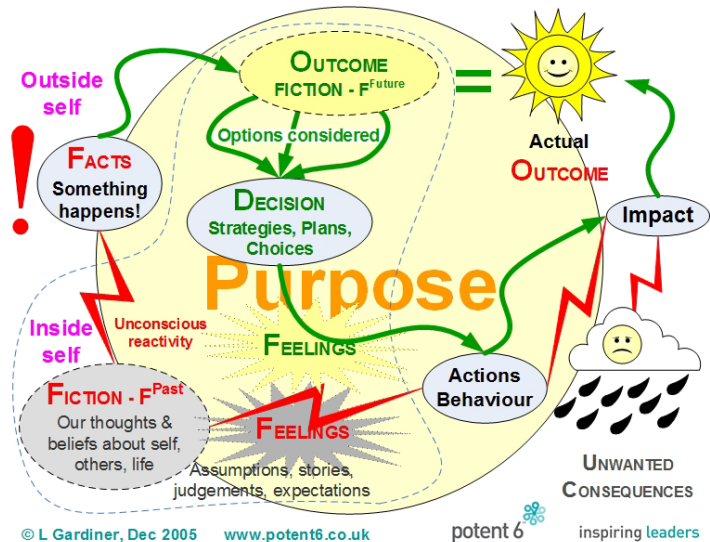 Outside
self
!
FACTS
Something
happens!
OUTCOME
FICTION - F^Future
=
Options considered
DECISION
Strategies, Plans,
Choices
Actual
OUTCOME
Impact
Purpose
Inside
self
Unconscious
reactivity
FEELINGS
FICTION - F^Past
Our thoughts &
beliefs about self,
others, life
FEELINGS
Assumptions, stories,
judgements, expectations
Actions
Behaviour
UNWANTED
CONSEQUENCES
© L Gardiner, Dec 2005 www.potent6.co.uk
potent 6 inspiring leaders